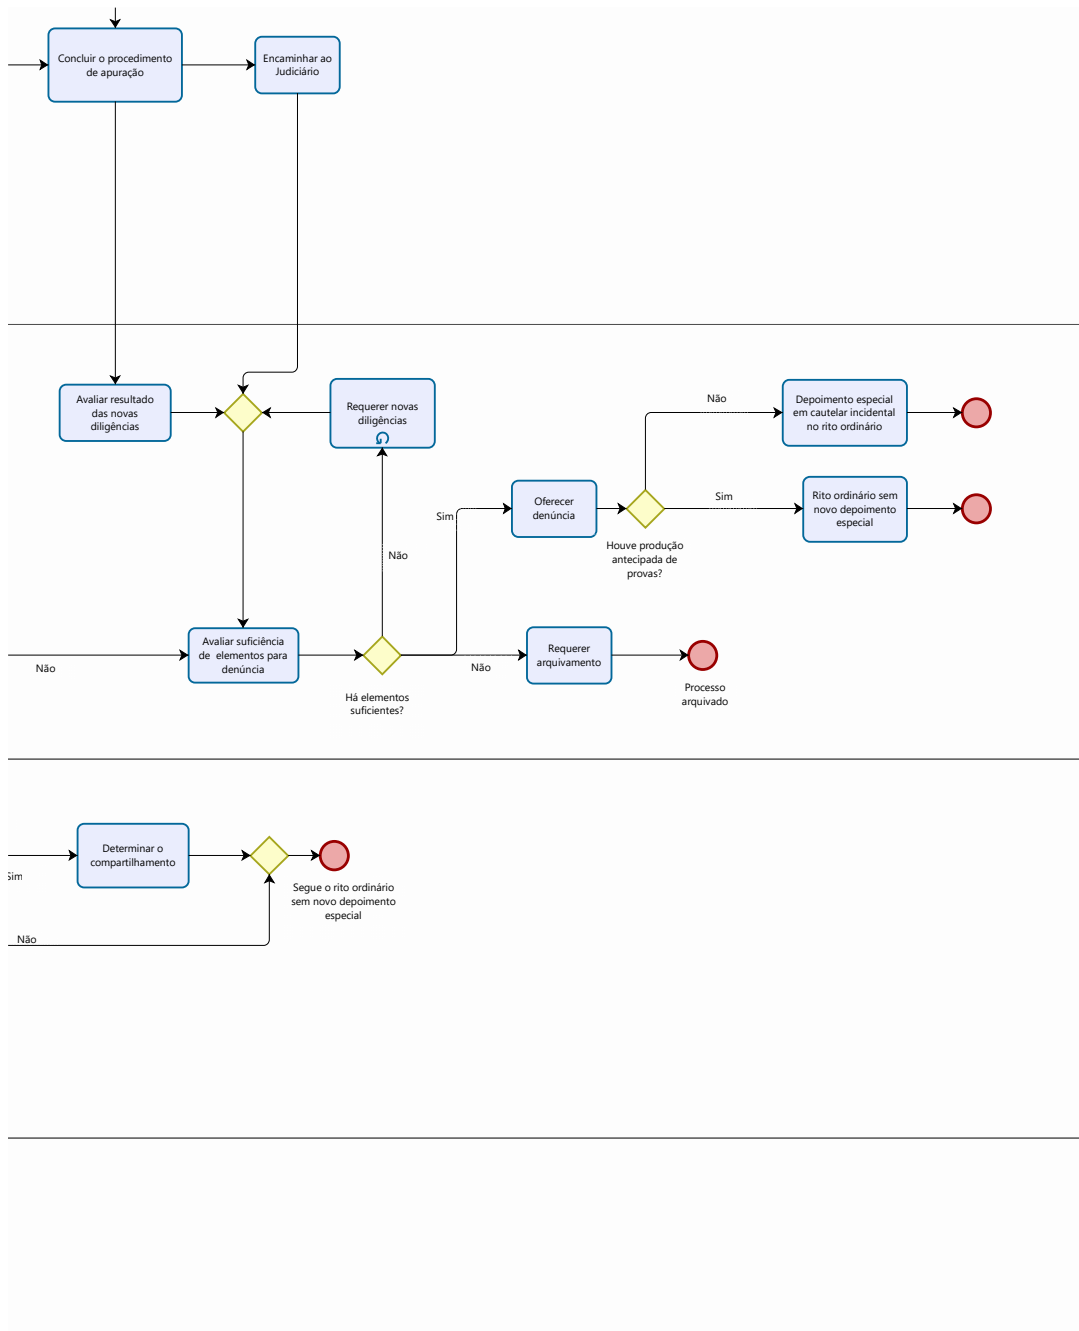 Concluir o procedimento
de apuração
Encaminhar ao
Judiciário
Avaliar resultado
das novas
diligências
Requerer novas
diligências
Não
Depoimento especial
em cautelar incidental
no rito ordinário
Sim
Oferecer
denúncia
Sim
Rito ordinário sem
novo depoimento
especial
Houve produção
antecipada de
provas?
Não
Não
Avaliar suficiência
de elementos para
denúncia
Há elementos
suficientes?
Não
Requerer
arquivamento
Processo
arquivado
Sim
Determinar o
compartilhamento
Segue o rito ordinário
sem novo depoimento
especial
Não